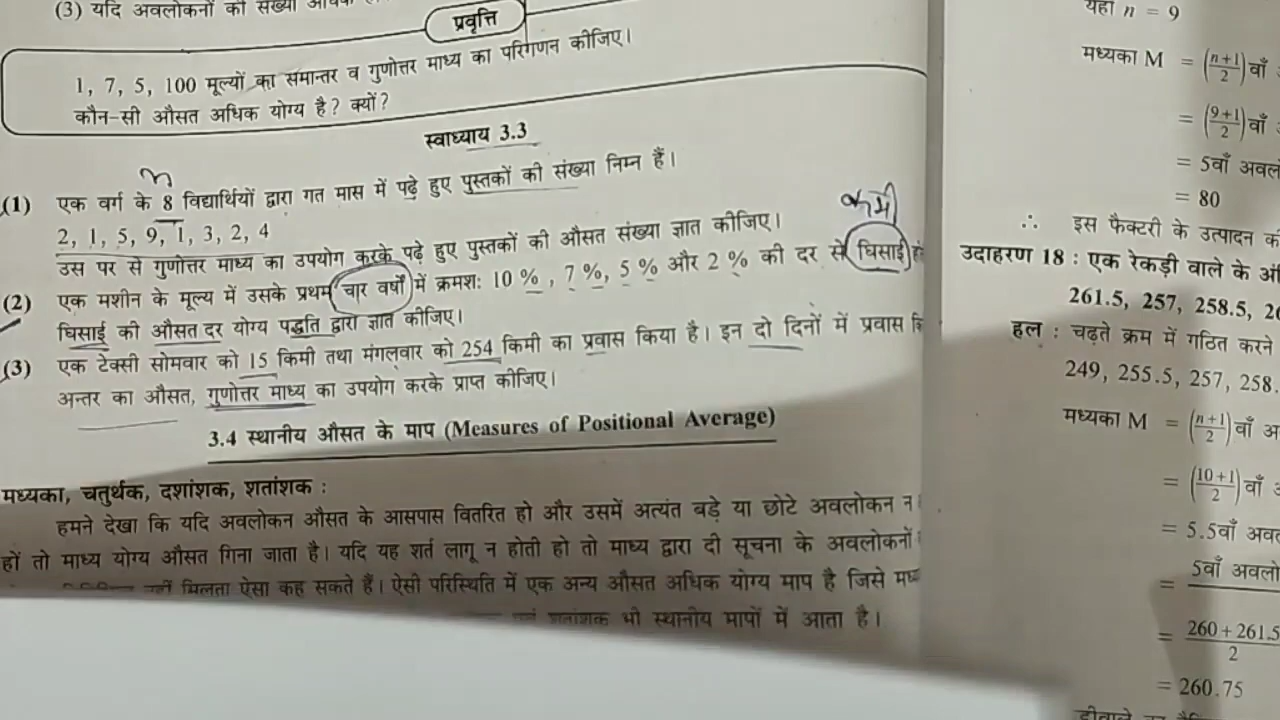 (3) यदि अवलोकनों की संख्या
प्रवृत्ति
1, 7, 5, 100 मूल्यों का समान्तर व गुणोत्तर माध्य का परिगणन कीजिए।
कौन-सी औसत अधिक योग्य है? क्यों?
स्वाध्याय 3.3
n
(1) एक वर्ग के 8 विद्यार्थियों द्वारा गत मास में पढ़े हुए पुस्तकों की संख्या निम्न हैं।
2, 1, 5, 9, 1, 3, 2, 4
उस पर से गुणोत्तर माध्य का उपयोग करके पढ़े हुए पुस्तकों की औसत संख्या ज्ञात कीजिए।
कमी
(2) एक मशीन के मूल्य में उसके प्रथम चार वर्षों में क्रमश: 10 %, 7 %, 5 % और 2 % की दर से घिसाई
घिसाई की औसत दर योग्य पद्धति द्वारा ज्ञात कीजिए।
(3) एक टेक्सी सोमवार को 15 किमी तथा मंगलवार को 254 किमी का प्रवास किया है। इन दो दिनों में प्रवास
अन्तर का औसत, गुणोत्तर माध्य का उपयोग करके प्राप्त कीजिए।
3.4 स्थानीय औसत के माप (Measures of Positional Average)
मध्यका, चतुर्थक, दशांशक, शतांशक :
हमने देखा कि यदि अवलोकन औसत के आसपास वितरित हो और उसमें अत्यंत बड़े या छोटे अवलोकन न
हों तो माध्य योग्य औसत गिना जाता है। यदि यह शर्त लागू न होती हो तो माध्य द्वारा दी सूचना के अवलोकनों
मिलता ऐसा कह सकते हैं। ऐसी परिस्थिति में एक अन्य औसत अधिक योग्य माप है जिसे
शतांशक भी स्थानीय मापों में आता है।
यहाँ n = 9
मध्यका M = (n+1/2) वाँ
= (9+1/2) वाँ
= 5वाँ
= 80
∴ इस फैक्टरी के उत्पादन
उदाहरण 18 : एक रेकड़ी वाले के
261.5, 257, 258.5,
हल : चढ़ते क्रम में गठित करने
249, 255.5, 257, 258.
मध्यका M = (n+1/2) वाँ
= (10+1/2) वाँ
= 5.5वाँ
= 5वाँ
= 260+261.5/2
= 260.75